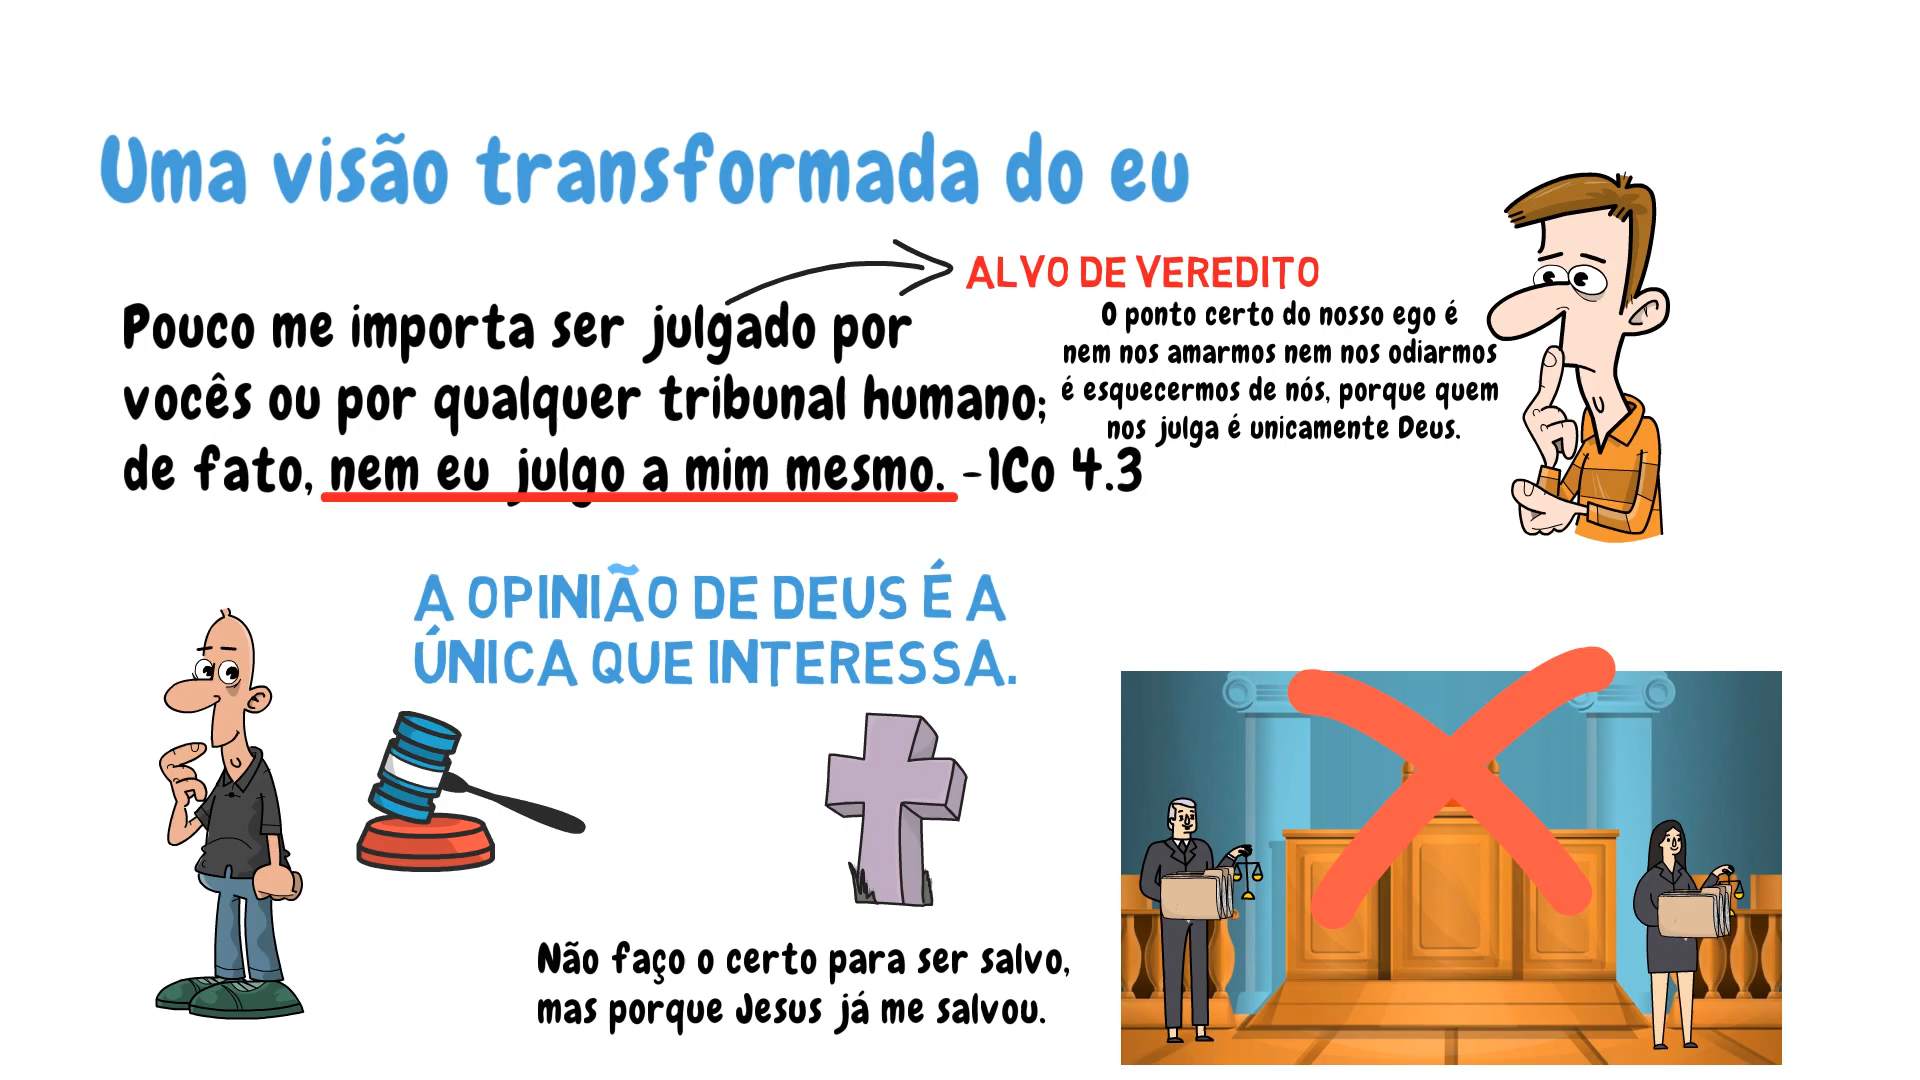 Uma visão transformada do eu
ALVO DE VEREDITO
Pouco me importa ser julgado por
vocês ou por qualquer tribunal humano;
de fato, nem eu julgo a mim mesmo. -1Co 4.3
O ponto certo do nosso ego é
nem nos amarmos nem nos odiarmos
é esquecermos de nós, porque quem
nos julga é unicamente Deus.
A OPINIÃO DE DEUS É A
ÚNICA QUE INTERESSA.
Não faço o certo para ser salvo,
mas porque Jesus já me salvou.